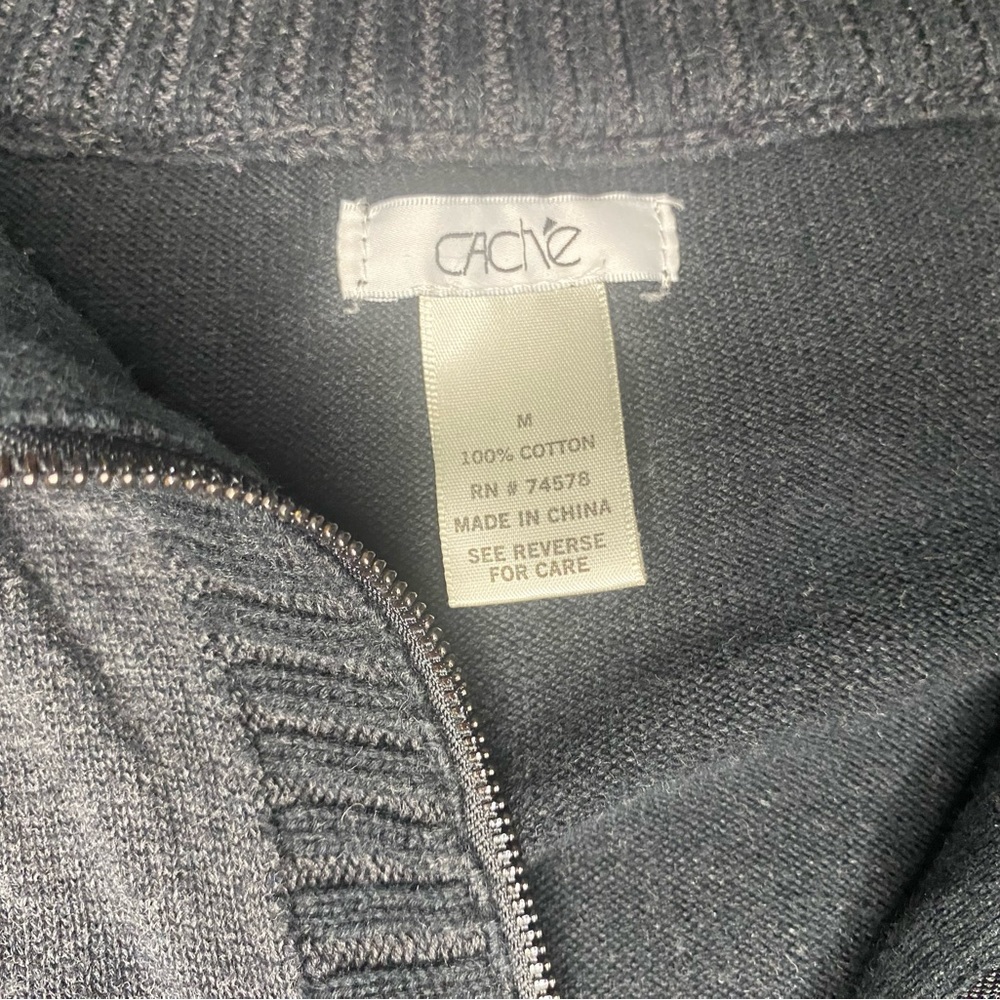 CAChé
M
100% COTTON
RN # 74578
MADE IN CHINA
SEE REVERSE
FOR CARE